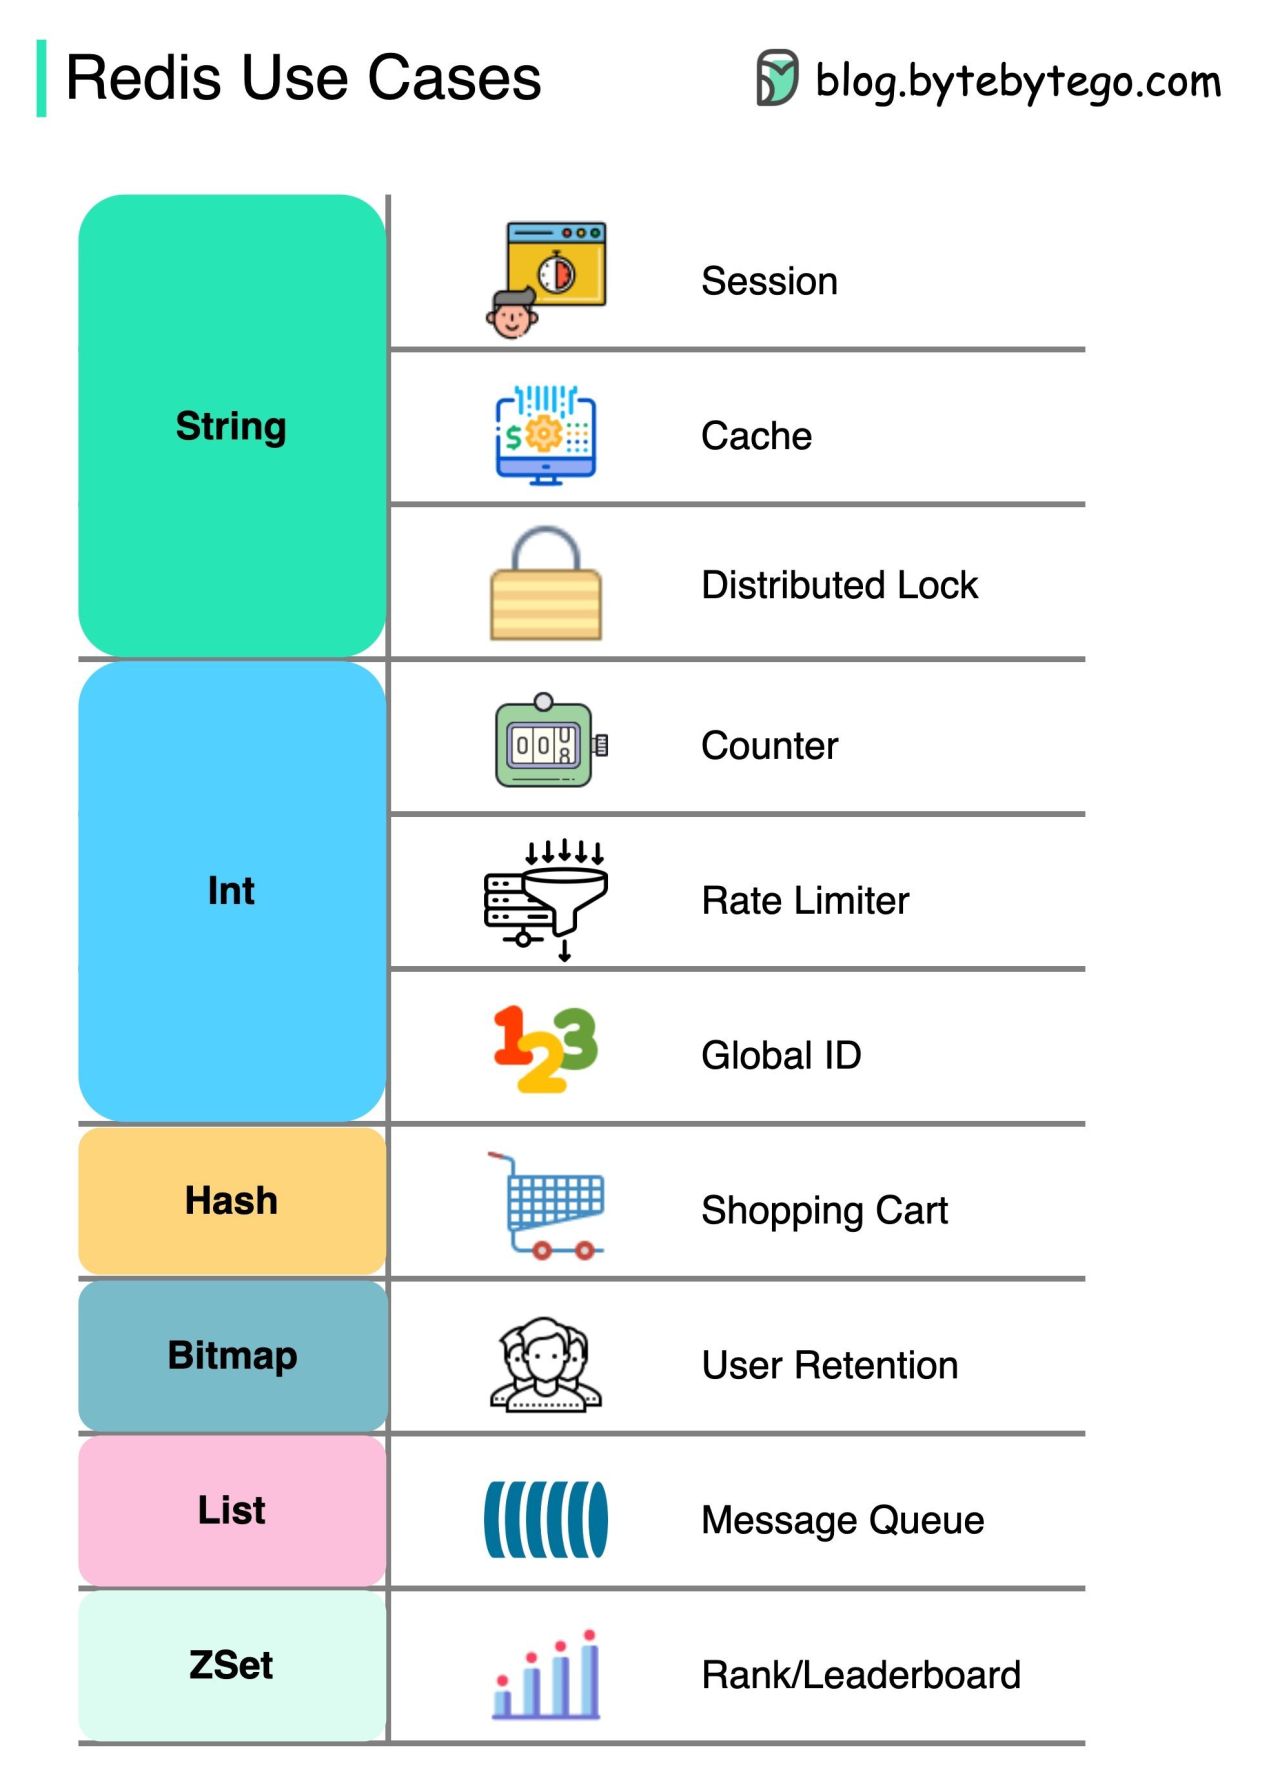 Redis Use Cases
blog.bytebytego.com
String
Session
Cache
Distributed Lock
Int
Counter
Rate Limiter
Global ID
Hash
Shopping Cart
Bitmap
User Retention
List
Message Queue
ZSet
Rank/Leaderboard